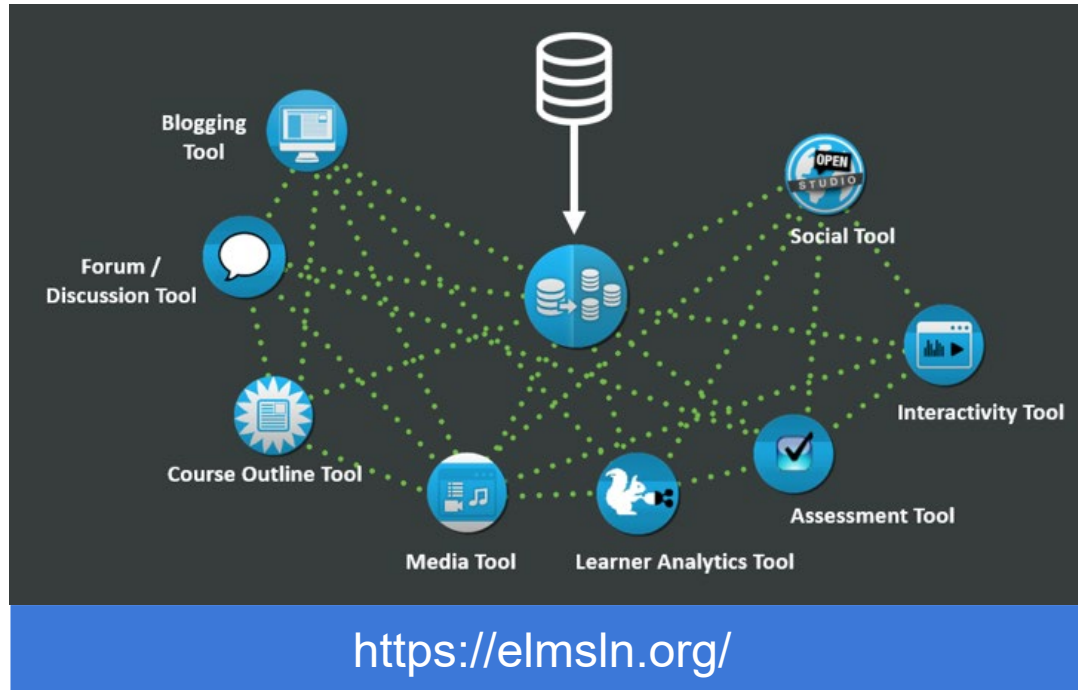 Blogging
Tool
OPEN
STUDIO
Social Tool
Forum /
Discussion Tool
Interactivity Tool
Course Outline Tool
Assessment Tool
Media Tool
Learner Analytics Tool
https://elmsln.org/